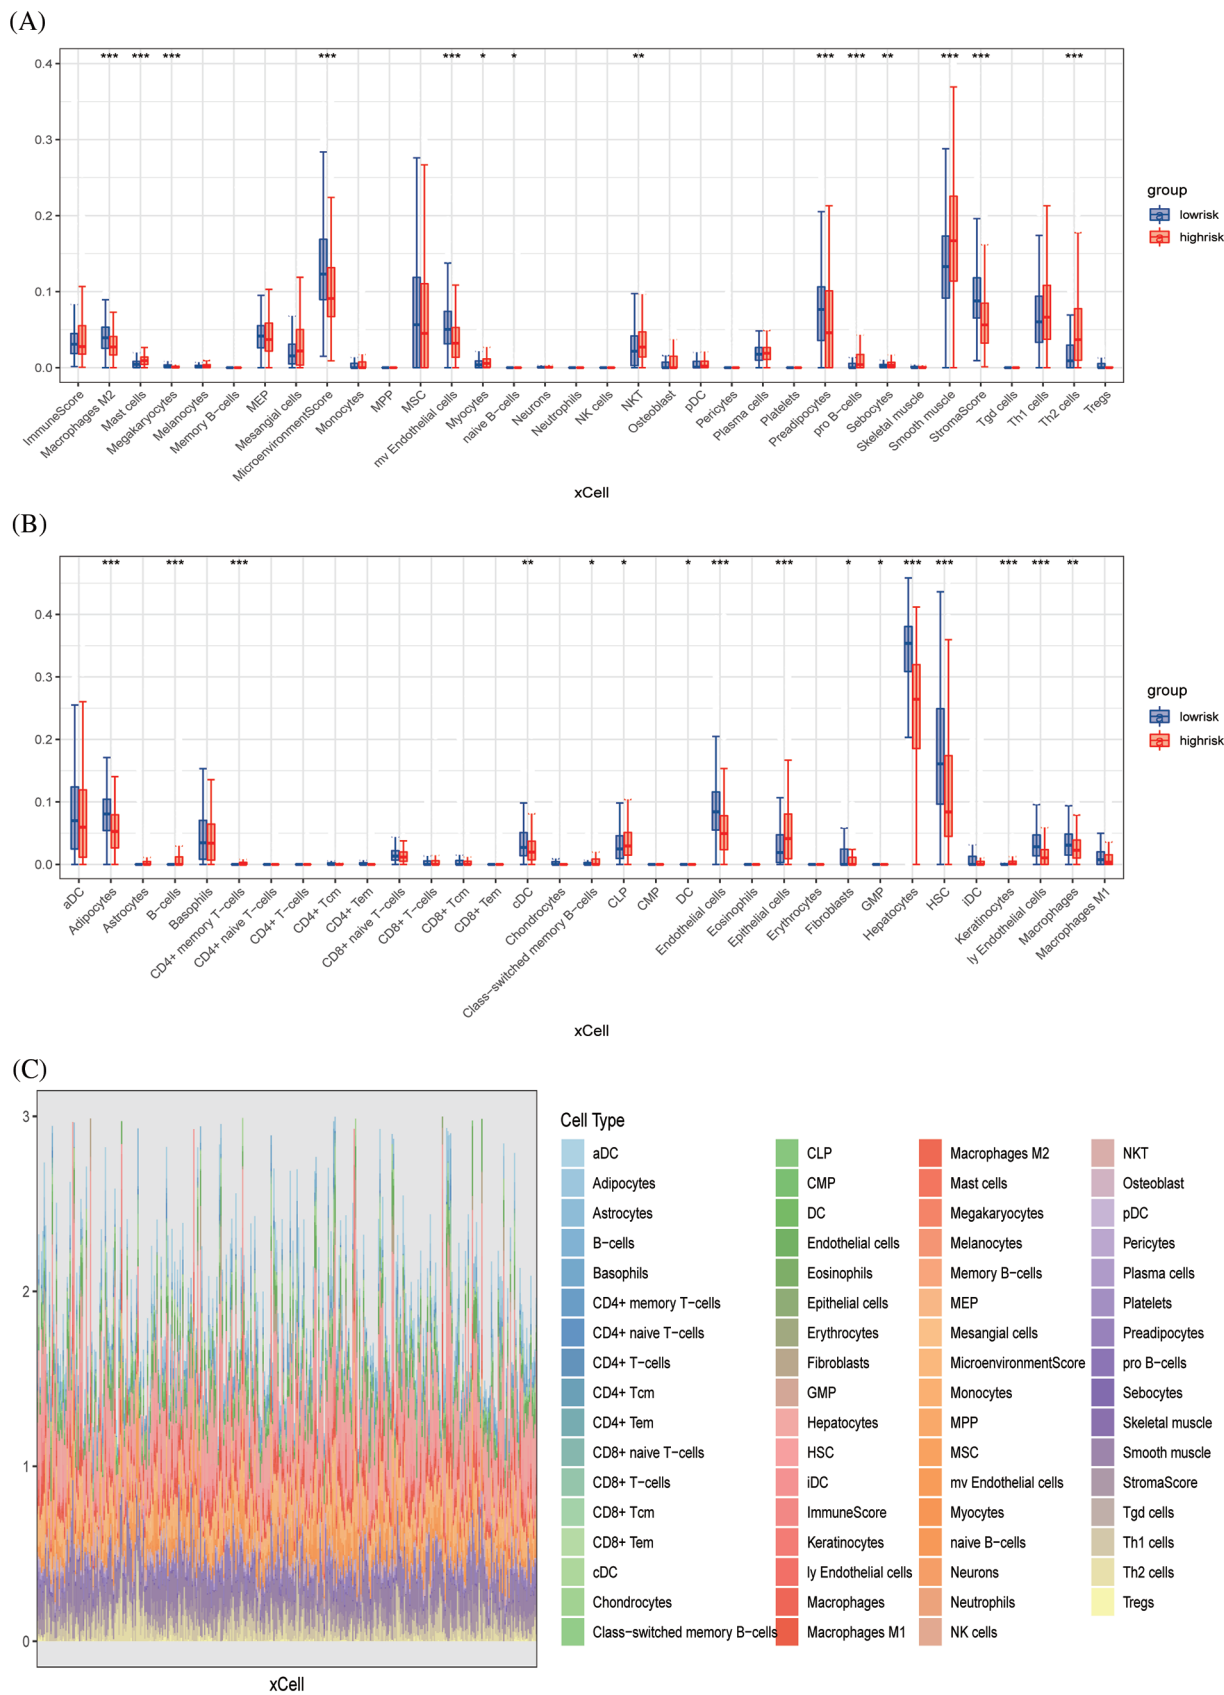 (A)
*** *** *** *** *** * * ** *** *** ** *** *** ***
0.4
0.3
0.2
0.1
0.0
ImmuneScore
Macrophages M2
Mast cells
Megakaryocytes
Melanocytes
Memory B−cells
MEP
Mesangial cells
MicroenvironmentScore
Monocytes
MPP
MSC
mv Endothelial cells
Myocytes
naive B−cells
Neurons
Neutrophils
NK cells
NKT
Osteoblast
pDC
Pericytes
Plasma cells
Platelets
Preadipocytes
pro B−cells
Sebocytes
Skeletal muscle
Smooth muscle
StromaScore
Tgd cells
Th1 cells
Th2 cells
Tregs
xCell
group
lowrisk
highrisk
(B)
*** *** *** ** * * * *** *** * * *** *** *** *** **
0.4
0.3
0.2
0.1
0.0
aDC
Adipocytes
Astrocytes
B−cells
Basophils
CD4+ memory T−cells
CD4+ naive T−cells
CD4+ T−cells
CD4+ Tcm
CD4+ Tem
CD8+ naive T−cells
CD8+ T−cells
CD8+ Tcm
CD8+ Tem
cDC
Chondrocytes
Class−switched memory B−cells
CLP
CMP
DC
Endothelial cells
Eosinophils
Epithelial cells
Erythrocytes
Fibroblasts
GMP
Hepatocytes
HSC
iDC
Keratinocytes
ly Endothelial cells
Macrophages
Macrophages M1
xCell
group
lowrisk
highrisk
(C)
3
2
1
0
xCell
Cell Type
aDC
Adipocytes
Astrocytes
B−cells
Basophils
CD4+ memory T−cells
CD4+ naive T−cells
CD4+ T−cells
CD4+ Tcm
CD4+ Tem
CD8+ naive T−cells
CD8+ T−cells
CD8+ Tcm
CD8+ Tem
cDC
Chondrocytes
Class−switched memory B−cells
CLP
CMP
DC
Endothelial cells
Eosinophils
Epithelial cells
Erythrocytes
Fibroblasts
GMP
Hepatocytes
HSC
iDC
ImmuneScore
Keratinocytes
ly Endothelial cells
Macrophages
Macrophages M1
Macrophages M2
Mast cells
Megakaryocytes
Melanocytes
Memory B−cells
MEP
Mesangial cells
MicroenvironmentScore
Monocytes
MPP
MSC
mv Endothelial cells
Myocytes
naive B−cells
Neurons
Neutrophils
NK cells
NKT
Osteoblast
pDC
Pericytes
Plasma cells
Platelets
Preadipocytes
pro B−cells
Sebocytes
Skeletal muscle
Smooth muscle
StromaScore
Tgd cells
Th1 cells
Th2 cells
Tregs